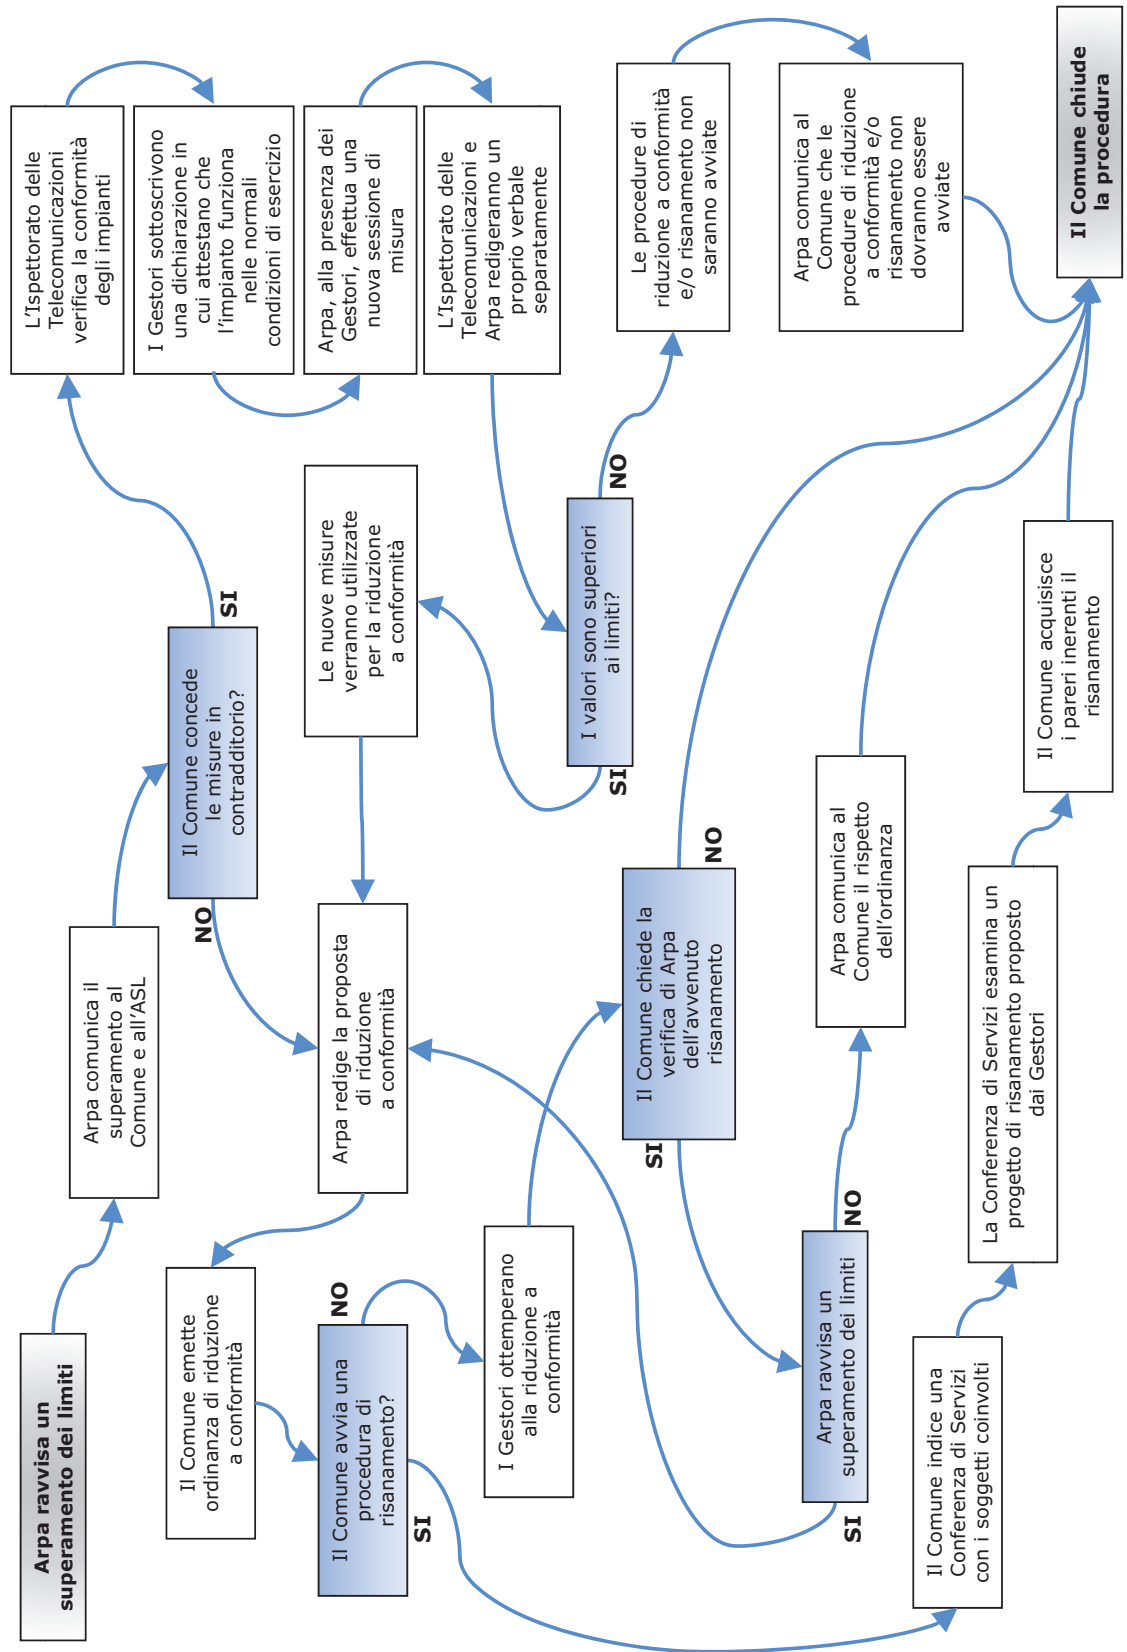 Arpa ravvisa un
superamento dei limiti
Arpa comunica il
superamento al
Comune e all'ASL
Il Comune concede
le misure in
contradditorio?
NO
SI
L'Ispettorato delle
Telecomunicazioni
verifica la conformità
degli impianti
I Gestori sottoscrivono
una dichiarazione in
cui attestano che
l'impianto funziona
nelle normali
condizioni di esercizio
Arpa, alla presenza dei
Gestori, effettua una
nuova sessione di
misura
L'Ispettorato delle
Telecomunicazioni e
Arpa redigeranno un
proprio verbale
separatamente
I valori sono superiori
ai limiti?
SI
NO
Le nuove misure
verranno utilizzate
per la riduzione
a conformità
Le procedure di
riduzione a conformità
e/o risanamento non
saranno avviate
Arpa comunica al
Comune che le
procedure di riduzione
a conformità e/o
risanamento non
dovranno essere
avviate
Arpa redige la proposta
di riduzione
a conformità
Il Comune emette
ordinanza di riduzione
a conformità
Il Comune avvia una
procedura di
risanamento?
SI
NO
I Gestori ottemperano
alla riduzione a
conformità
Il Comune chiede la
verifica di Arpa
dell'avvenuto
risanamento
SI
NO
Arpa ravvisa un
superamento dei limiti
SI
NO
Arpa comunica al
Comune il rispetto
dell'ordinanza
Il Comune indice una
Conferenza di Servizi
con i soggetti coinvolti
La Conferenza di Servizi esamina un
progetto di risanamento proposto
dai Gestori
Il Comune acquisisce
i pareri inerenti il
risanamento
Il Comune chiude
la procedura